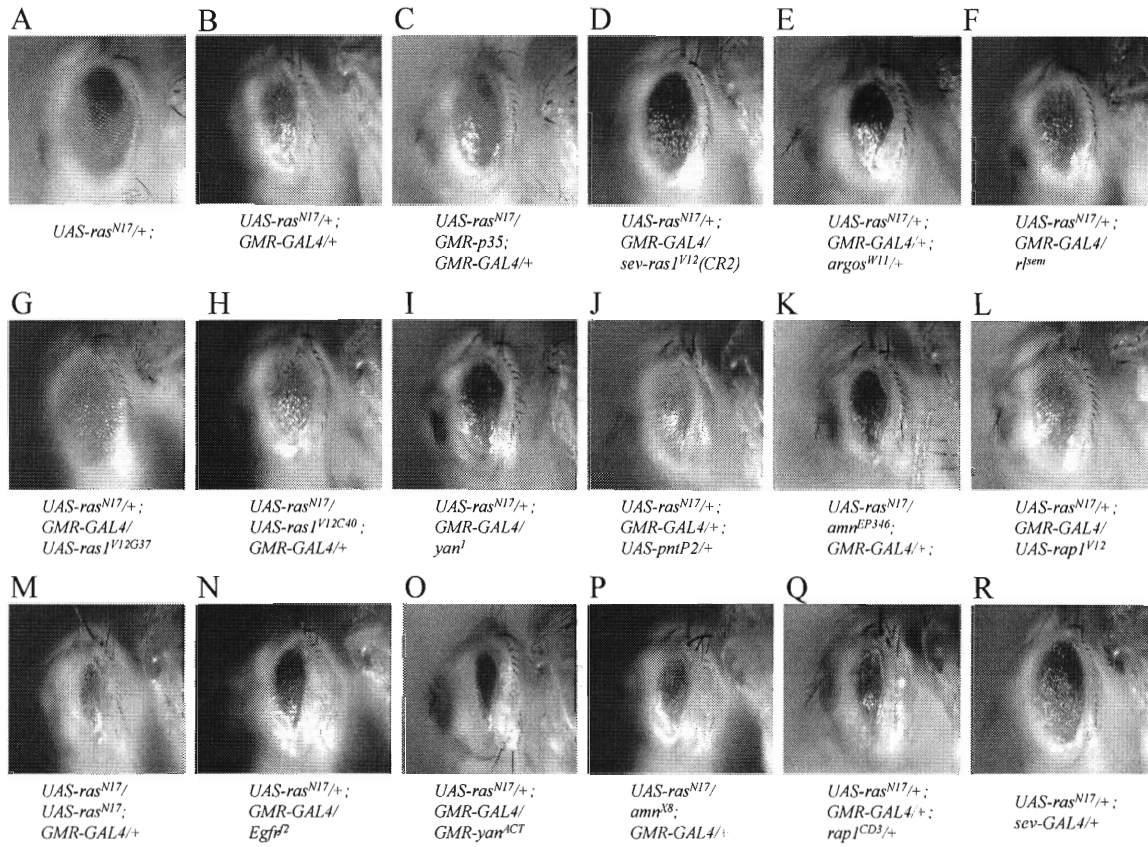 A B C D E F
UAS-ras^N17/+;
UAS-ras^N17/+;
GMR-GAL4/+
UAS-ras^N17/
GMR-p35;
GMR-GAL4/+
UAS-ras^N17/+;
GMR-GAL4/
sev-ras1^V12(CR2)
UAS-ras^N17/+;
GMR-GAL4/+;
argos^W11/+
UAS-ras^N17/+;
GMR-GAL4/
rl^sem
G H I J K L
UAS-ras^N17/+;
GMR-GAL4/
UAS-ras1^V12G37
UAS-ras^N17/
UAS-ras1^V12C40;
GMR-GAL4/+
UAS-ras^N17/+;
GMR-GAL4/
yan^1
UAS-ras^N17/+;
GMR-GAL4/+;
UAS-pntP2/+
UAS-ras^N17/
amn^EP346;
GMR-GAL4/+;
UAS-ras^N17/+;
GMR-GAL4/
UAS-rap1^V12
M N O P Q R
UAS-ras^N17/
UAS-ras^N17;
GMR-GAL4/+
UAS-ras^N17/+;
GMR-GAL4/
Egfr^f2
UAS-ras^N17/+;
GMR-GAL4/
GMR-yan^ACT
UAS-ras^N17/
amn^X8;
GMR-GAL4/+
UAS-ras^N17/+;
GMR-GAL4/+;
rap1^CD3/+
UAS-ras^N17/+;
sev-GAL4/+